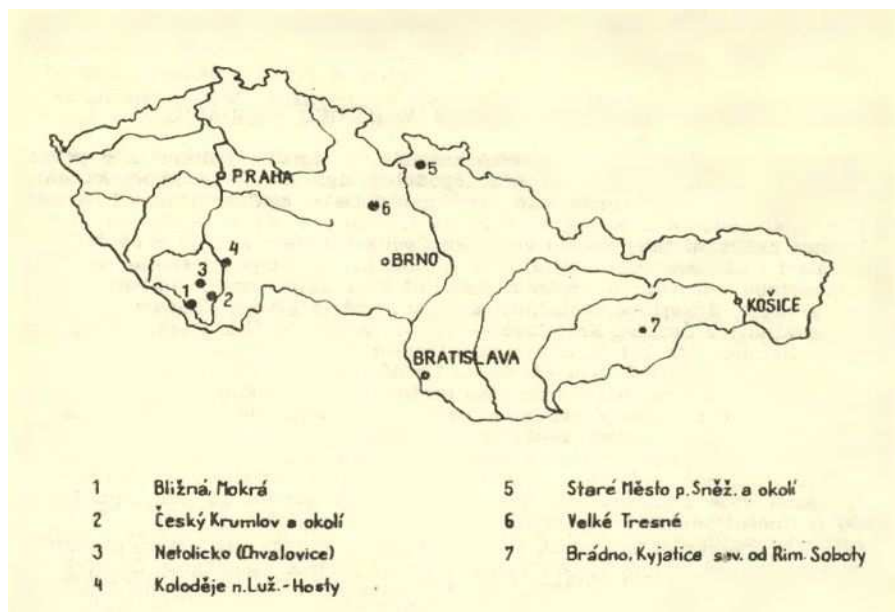 5
PRAHA
6
4
BRNO
3
1
2
KOŠICE
7
BRATISLAVA
1 Bližná, Mokrá
2 Český Krumlov a okolí
3 Netolicko (Chvalovice)
4 Koloděje n. Luž. - Hosty
5 Staré Město p. Sněž. a okolí
6 Velké Tresné
7 Brádno, Kyjatice sev. od Rim. Soboty